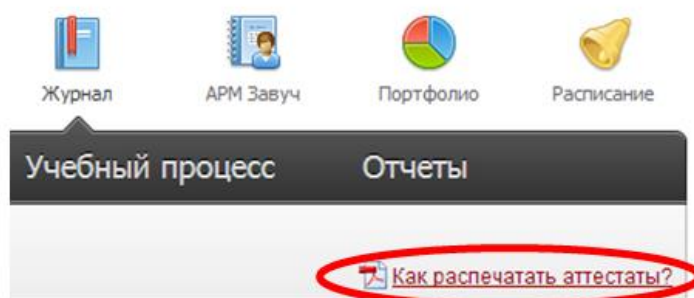 Журнал АРМ Завуч Портфолио Расписание
Учебный процесс Отчеты
Как распечатать аттестаты?